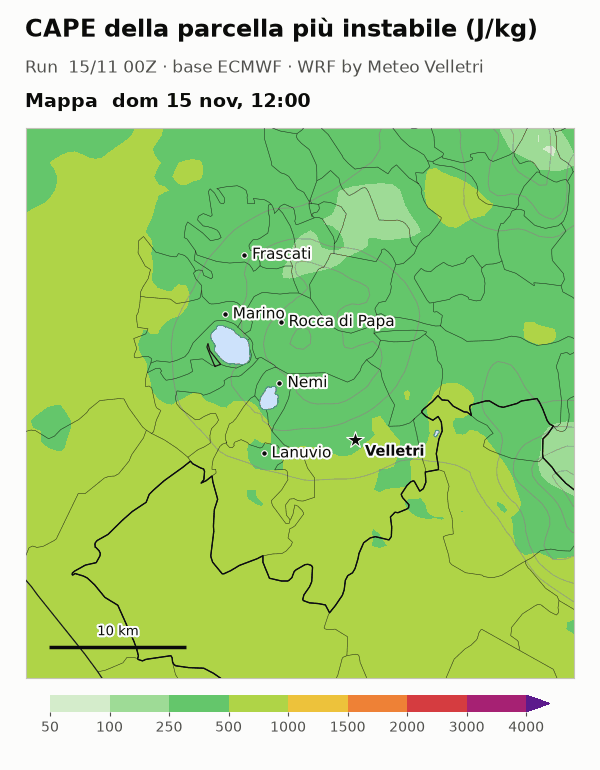 CAPE della parcella più instabile (J/kg)
Run  15/11 00Z · base ECMWF · WRF by Meteo Velletri
Mappa  dom 15 nov, 12:00
Frascati
Marino
Rocca di Papa
Nemi
Velletri
Lanuvio
10 km
50 100 250 500 1000 1500 2000 3000 4000